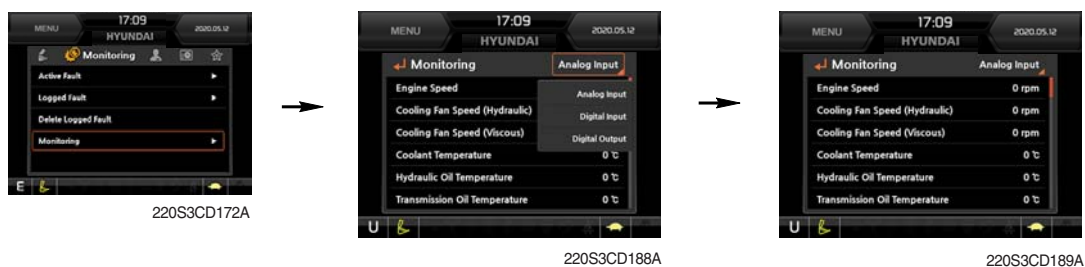 MENU 17:09 2020.05.12
HYUNDAI
Monitoring
Active Fault
Logged Fault
Delete Logged Fault
Monitoring
E
220S3CD172A
MENU 17:09 2020.05.12
HYUNDAI
Monitoring Analog Input
Engine Speed
Analog Input
Cooling Fan Speed (Hydraulic)
Digital Input
Cooling Fan Speed (Viscous)
Digital Output
Coolant Temperature 0 ℃
Hydraulic Oil Temperature 0 ℃
Transmission Oil Temperature 0 ℃
U
220S3CD188A
MENU 17:09 2020.05.12
HYUNDAI
Monitoring Analog Input
Engine Speed 0 rpm
Cooling Fan Speed (Hydraulic) 0 rpm
Cooling Fan Speed (Viscous) 0 rpm
Coolant Temperature 0 ℃
Hydraulic Oil Temperature 0 ℃
Transmission Oil Temperature 0 ℃
U
220S3CD189A